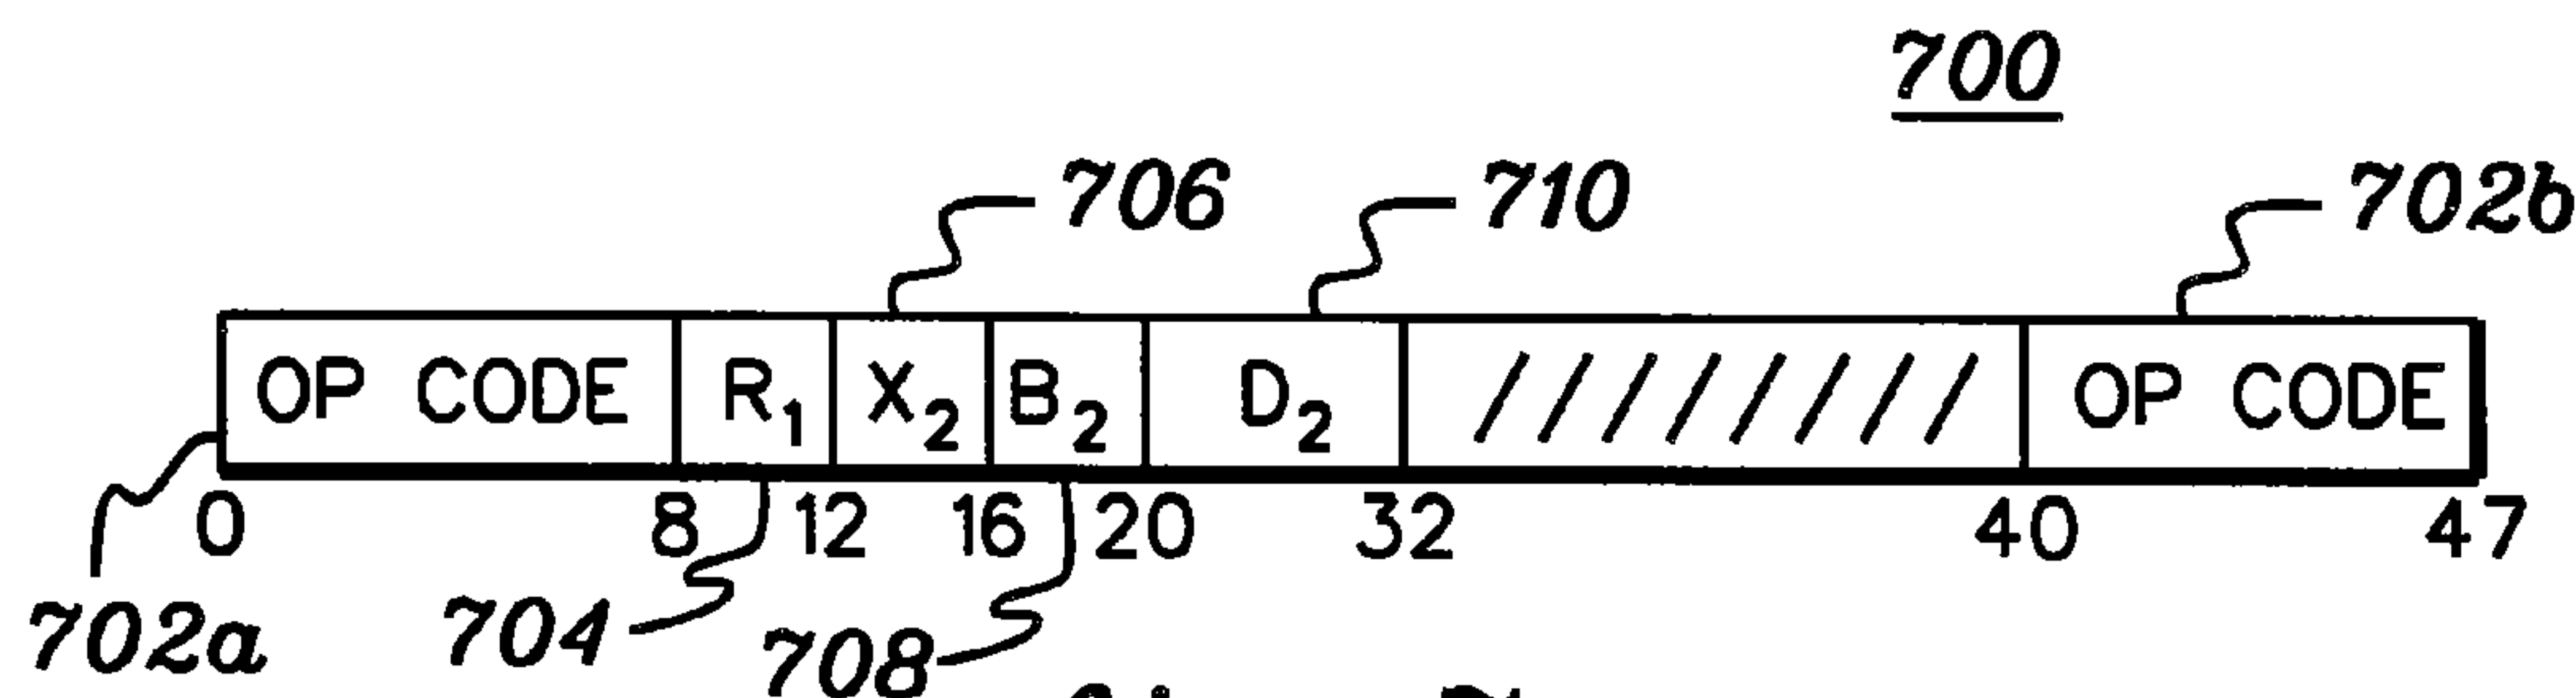 700
706 710 702b
OP CODE R1 X2 B2 D2 //////// OP CODE
0 8 12 16 20 32 40 47
702a 704 708